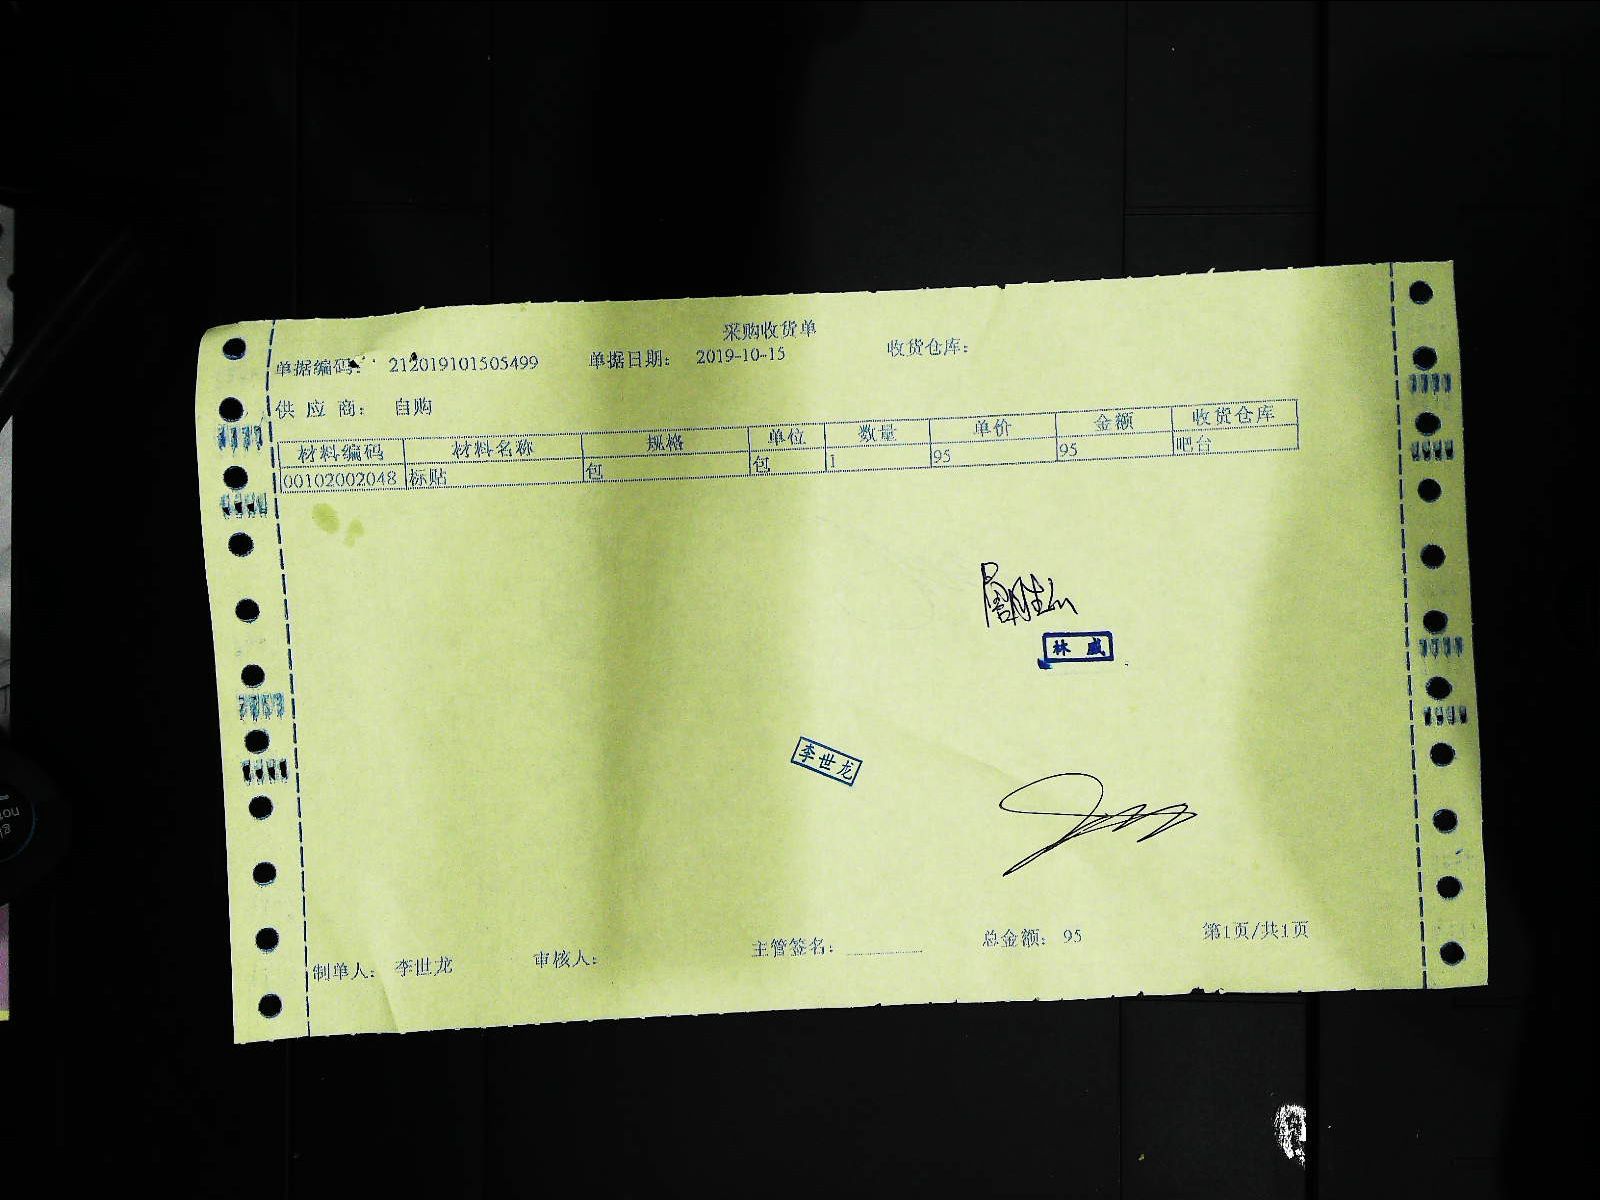 采购收货单
单据编码： 212019101505499 单据日期： 2019-10-15 收货仓库：
供 应 商： 自购
材料编码 材料名称 规格 单位 数量 单价 金额 收货仓库
00102002048 标贴 包 包 1 95 95 吧台
林 威
李世龙
制单人： 李世龙 审核人： 主管签名： 总金额： 95 第1页/共1页